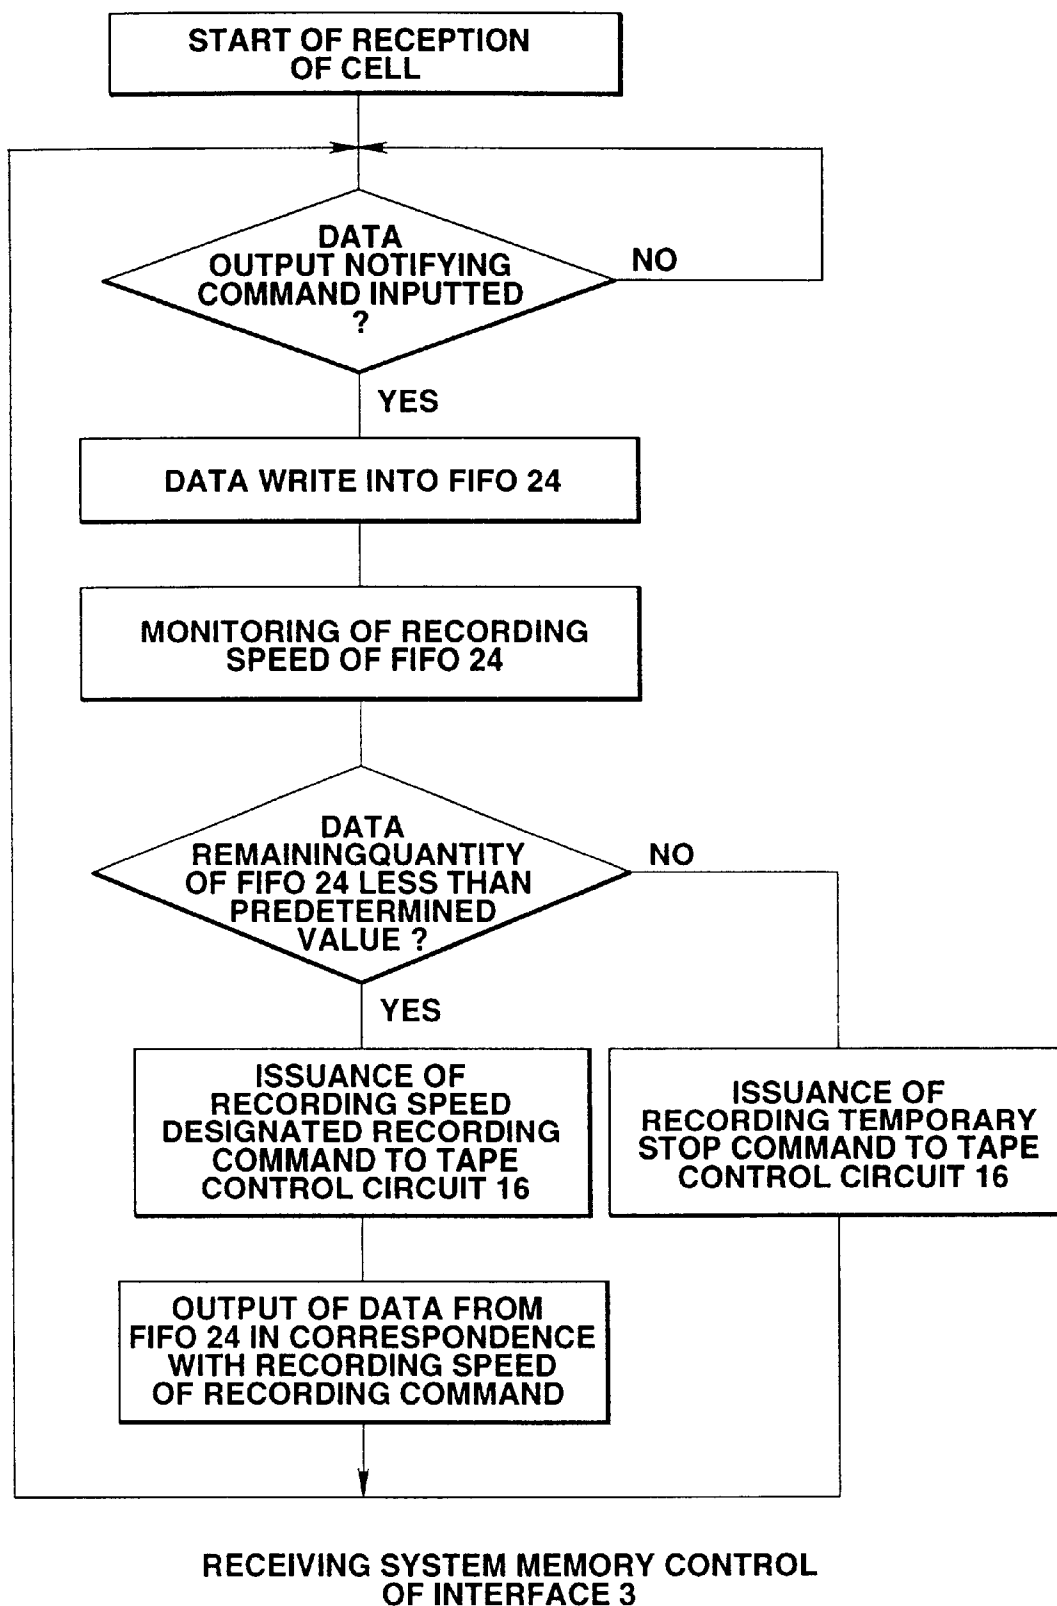 START OF RECEPTION
OF CELL
DATA
OUTPUT NOTIFYING
COMMAND INPUTTED
?
NO
YES
DATA WRITE INTO FIFO 24
MONITORING OF RECORDING
SPEED OF FIFO 24
DATA
REMAININGQUANTITY
OF FIFO 24 LESS THAN
PREDETERMINED
VALUE ?
NO
YES
ISSUANCE OF
RECORDING SPEED
DESIGNATED RECORDING
COMMAND TO TAPE
CONTROL CIRCUIT 16
ISSUANCE OF
RECORDING TEMPORARY
STOP COMMAND TO TAPE
CONTROL CIRCUIT 16
OUTPUT OF DATA FROM
FIFO 24 IN CORRESPONDENCE
WITH RECORDING SPEED
OF RECORDING COMMAND
RECEIVING SYSTEM MEMORY CONTROL
OF INTERFACE 3